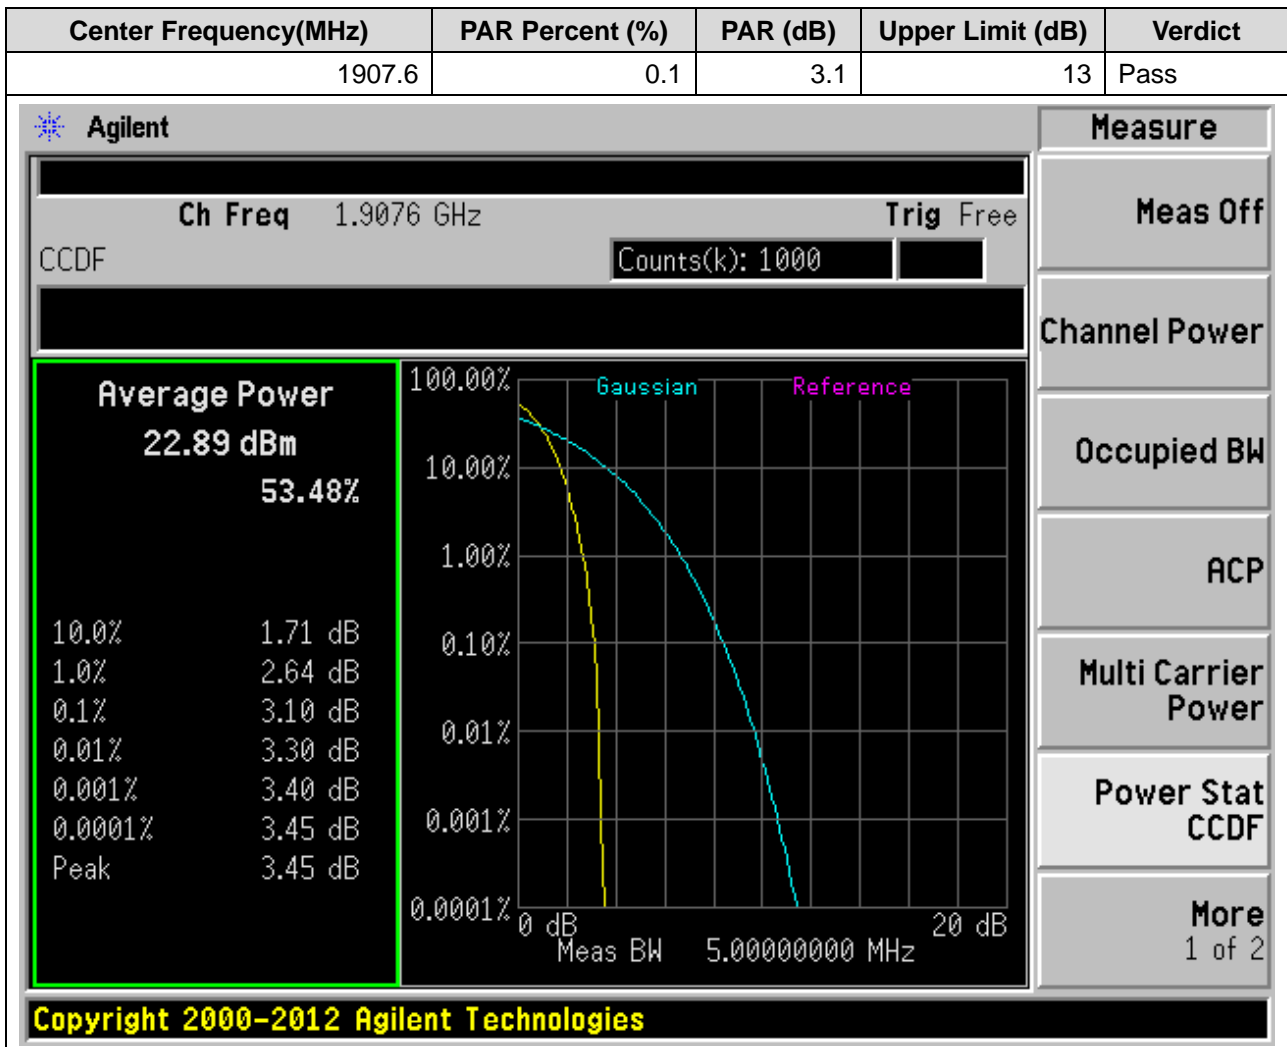 Center Frequency(MHz) PAR Percent (%) PAR (dB) Upper Limit (dB) Verdict
1907.6 0.1 3.1 13 Pass
Agilent
Measure
Ch Freq 1.9076 GHz Trig Free
CCDF Counts(k): 1000
Average Power
22.89 dBm
53.48%
10.0% 1.71 dB
1.0% 2.64 dB
0.1% 3.10 dB
0.01% 3.30 dB
0.001% 3.40 dB
0.0001% 3.45 dB
Peak 3.45 dB
Gaussian Reference
100.00%
10.00%
1.00%
0.10%
0.01%
0.001%
0.0001%
0 dB 20 dB
Meas BW 5.00000000 MHz
Meas Off
Channel Power
Occupied BW
ACP
Multi Carrier
Power
Power Stat
CCDF
More
1 of 2
Copyright 2000-2012 Agilent Technologies